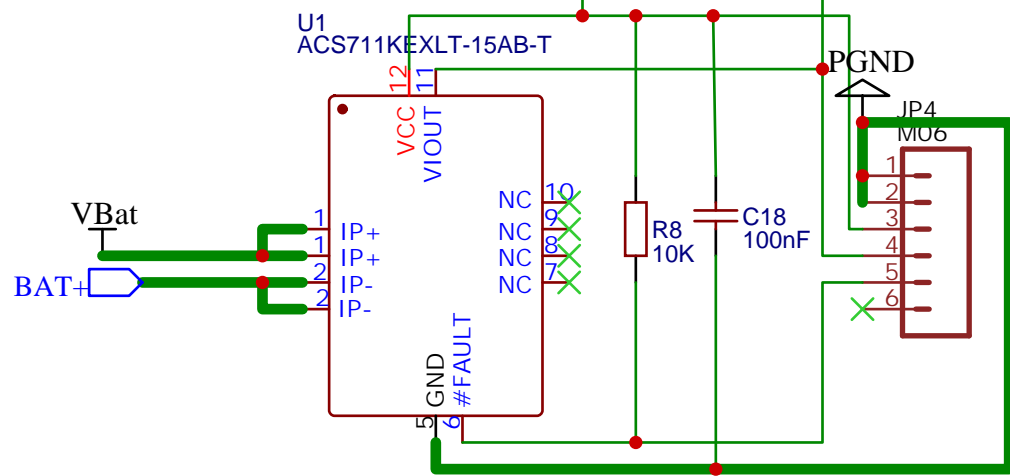 U1
ACS711KEXLT-15AB-T
12
11
VCC
VIOUT
PGND
JP4
M06
1
2
3
4
5
6
VBat
BAT+
1
IP+
1
IP+
2
IP-
2
IP-
NC
10
NC
9
NC
8
NC
7
R8
10K
C18
100nF
GND
#FAULT
5
6